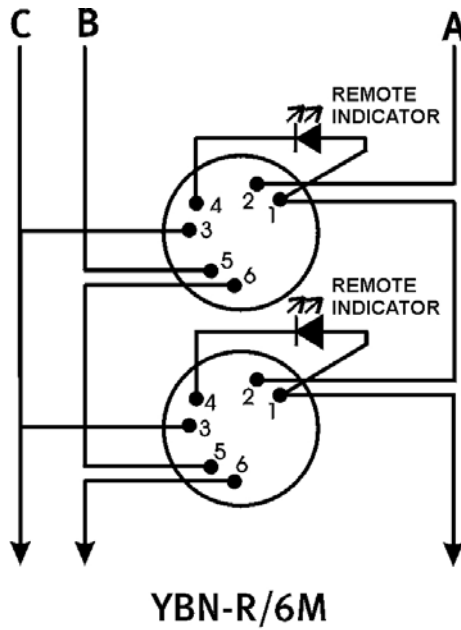 C B A
REMOTE
INDICATOR
4 2 1
3
5
6
REMOTE
INDICATOR
4 2 1
3
5
6
YBN-R/6M